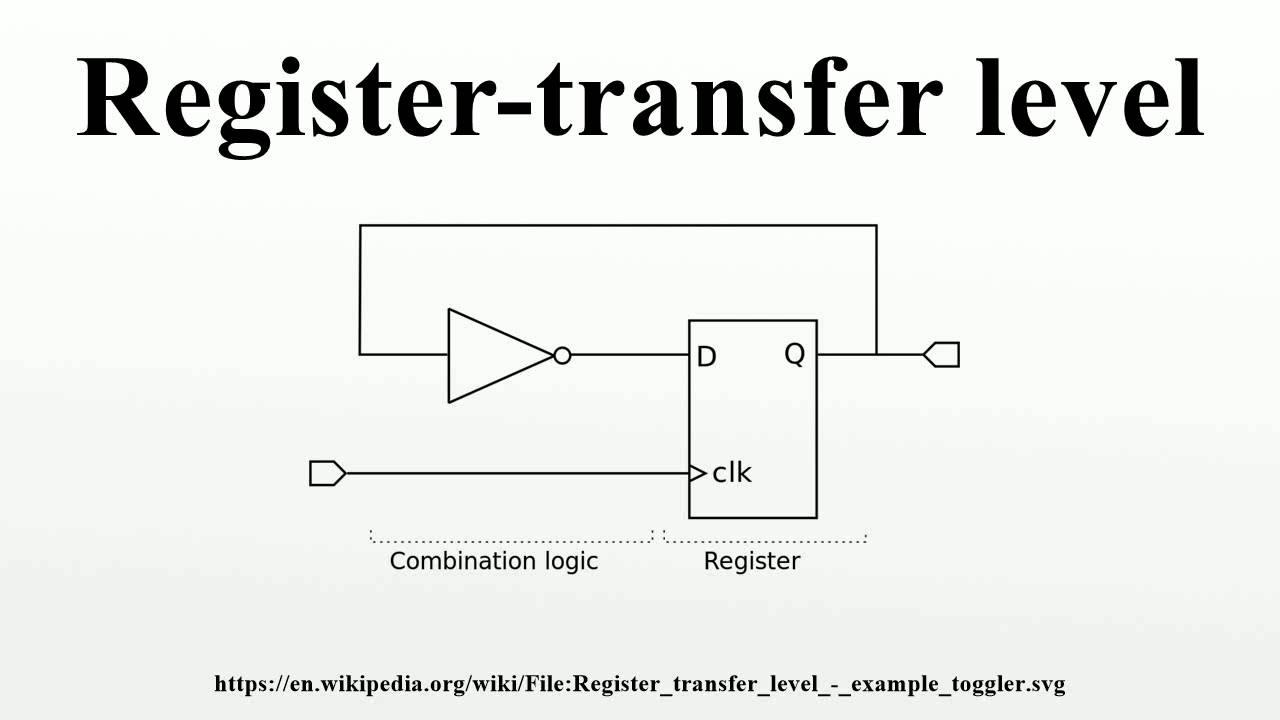 Register-transfer level
D Q
clk
Combination logic Register
https://en.wikipedia.org/wiki/File:Register_transfer_level_-_example_toggler.svg